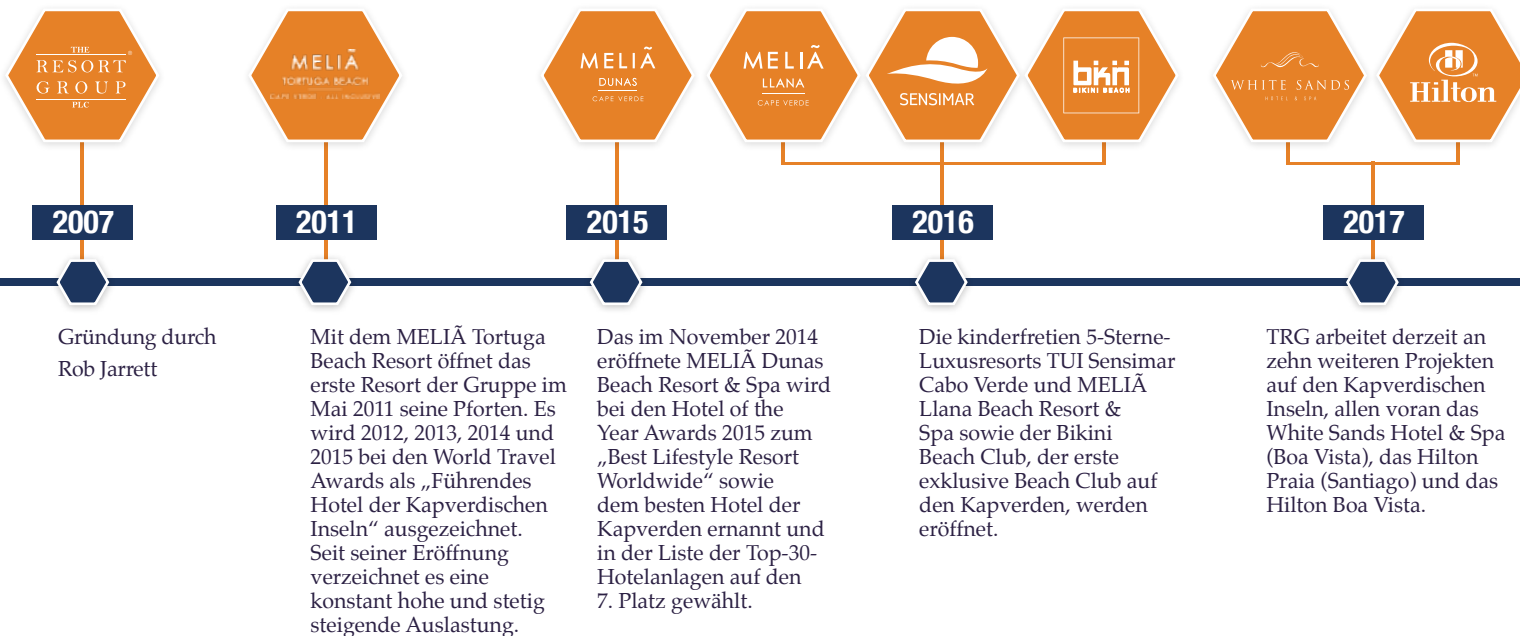 THE
RESORT®
GROUP
PLC
MELIÃ
TORTUGA BEACH
MELIÃ
DUNAS
CAPE VERDE
MELIÃ
LLANA
CAPE VERDE
SENSIMAR
bkn
BIKINI BEACH
WHITE SANDS
HOTEL & SPA
Hilton
2007
2011
2015
2016
2017
Gründung durch
Rob Jarrett
Mit dem MELIÃ Tortuga
Beach Resort öffnet das
erste Resort der Gruppe im
Mai 2011 seine Pforten. Es
wird 2012, 2013, 2014 und
2015 bei den World Travel
Awards als „Führendes
Hotel der Kapverdischen
Inseln“ ausgezeichnet.
Seit seiner Eröffnung
verzeichnet es eine
konstant hohe und stetig
steigende Auslastung.
Das im November 2014
eröffnete MELIÃ Dunas
Beach Resort & Spa wird
bei den Hotel of the
Year Awards 2015 zum
„Best Lifestyle Resort
Worldwide“ sowie
dem besten Hotel der
Kapverden ernannt und
in der Liste der Top-30-
Hotelanlagen auf den
7. Platz gewählt.
Die kinderfretien 5-Sterne-
Luxusresorts TUI Sensimar
Cabo Verde und MELIÃ
Llana Beach Resort &
Spa sowie der Bikini
Beach Club, der erste
exklusive Beach Club auf
den Kapverden, werden
eröffnet.
TRG arbeitet derzeit an
zehn weiteren Projekten
auf den Kapverdischen
Inseln, allen voran das
White Sands Hotel & Spa
(Boa Vista), das Hilton
Praia (Santiago) und das
Hilton Boa Vista.